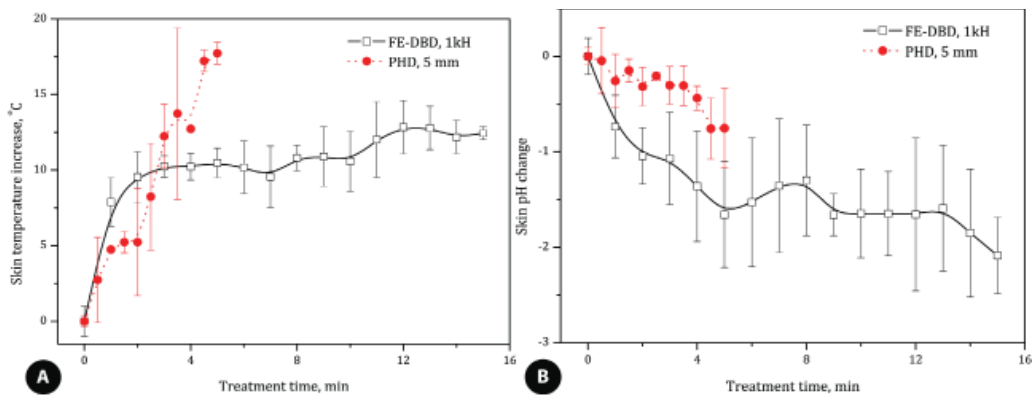 20
15
10
5
0
Skin temperature increase, °C
FE-DBD, 1kH
PHD, 5 mm
0 4 8 12 16
Treatment time, min
A
0
-1
-2
-3
Skin pH change
FE-DBD, 1kH
PHD, 5 mm
0 4 8 12 16
Treatment time, min
B